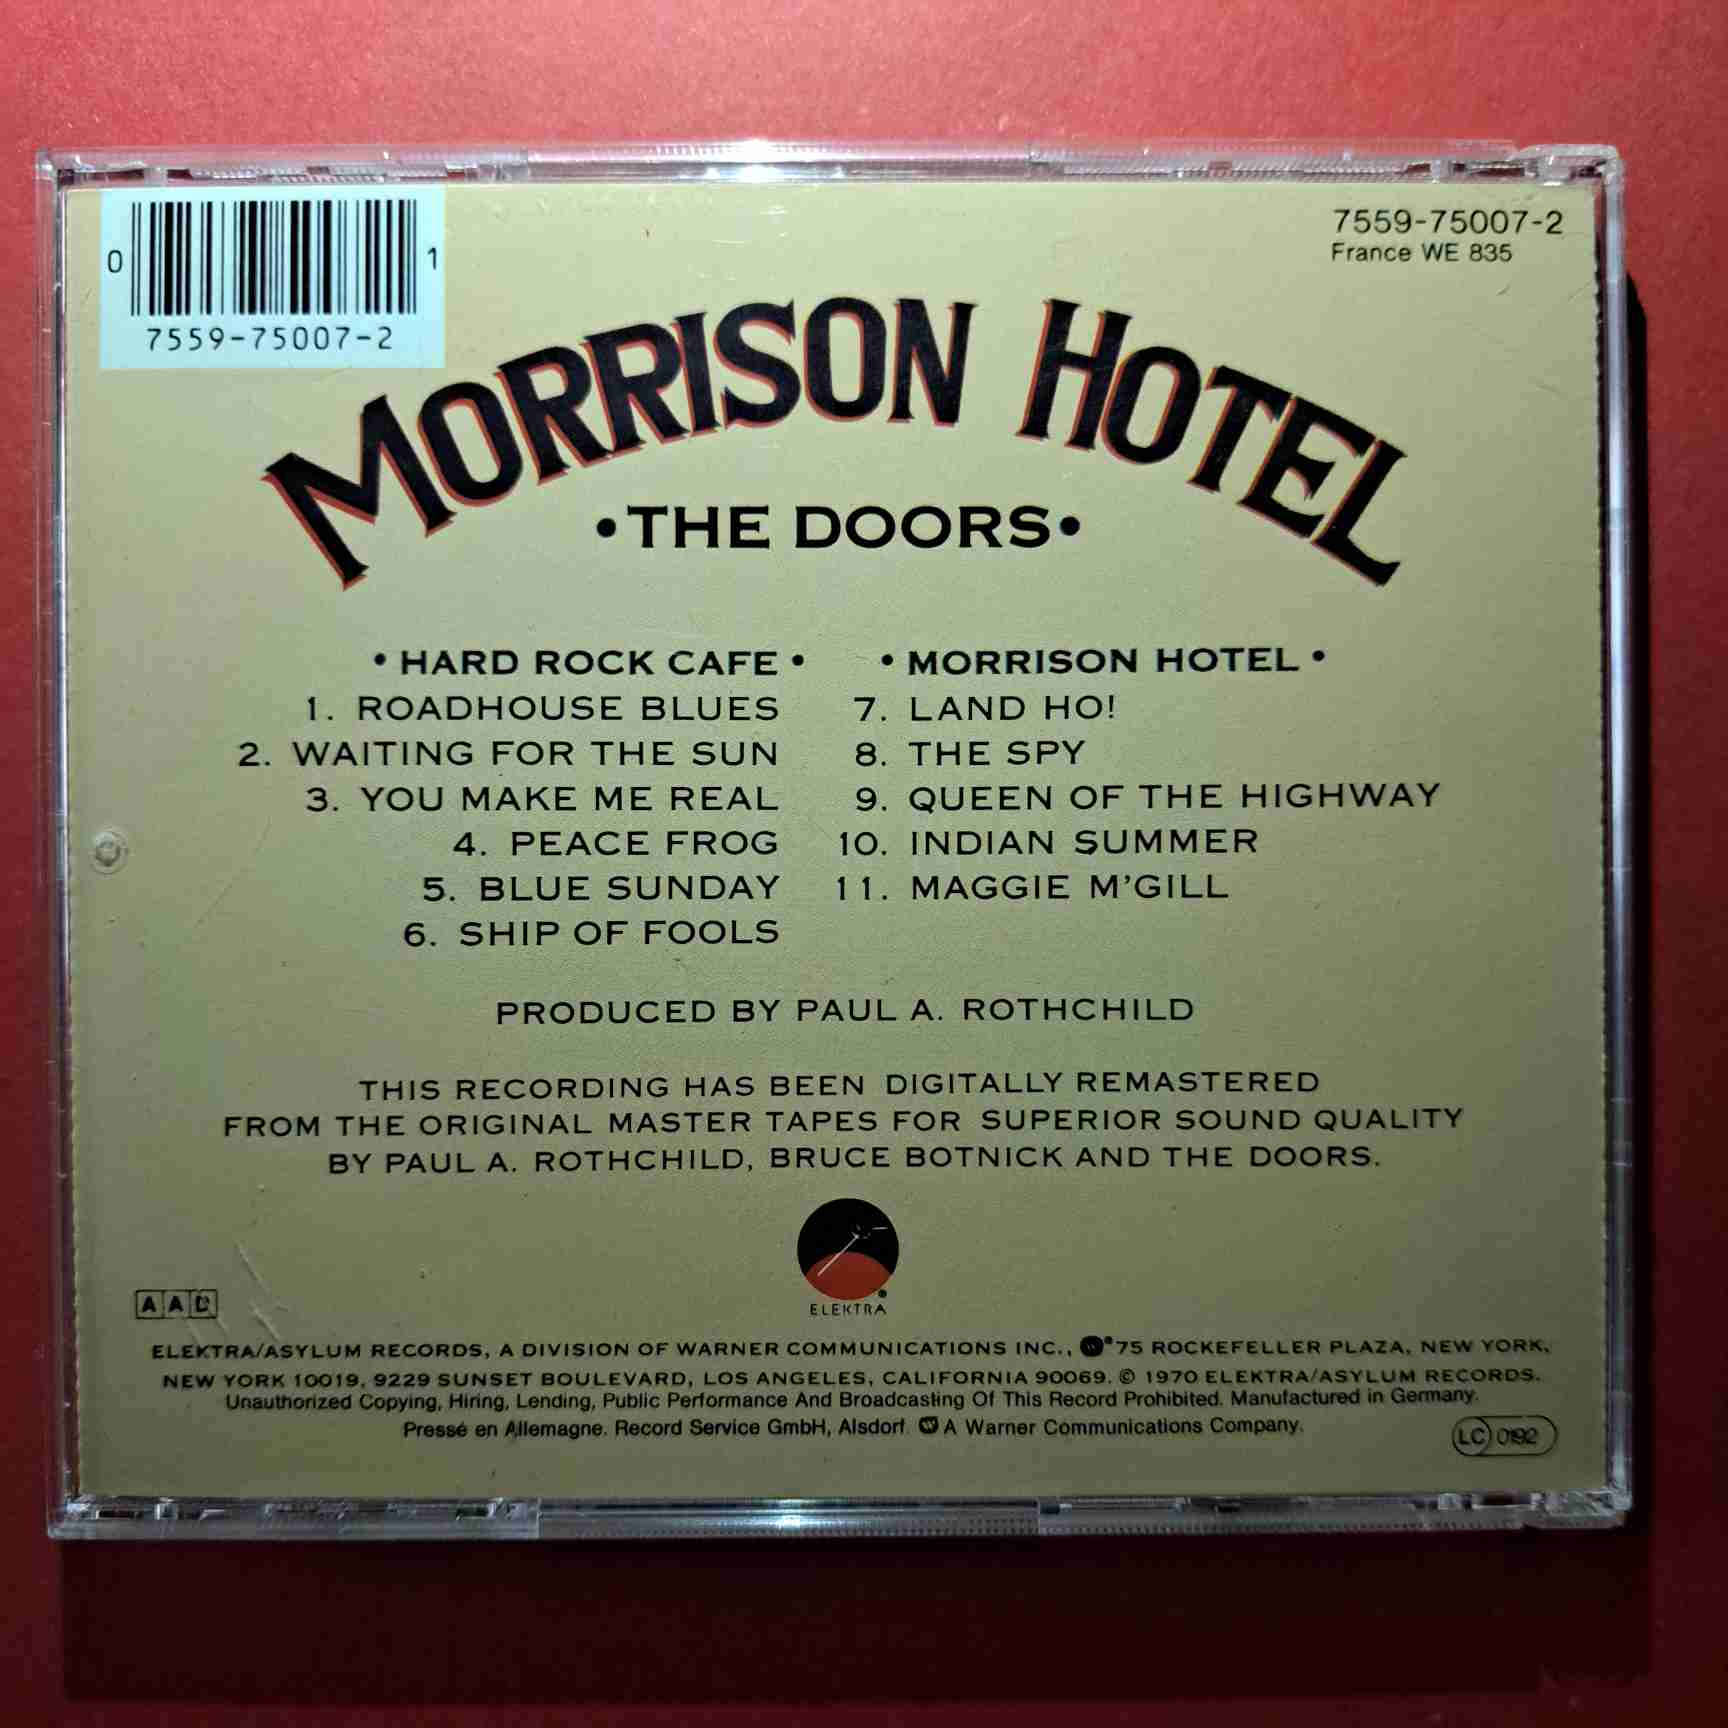 0 1
7559-75007-2
7559-75007-2
France WE 835
MORRISON HOTEL
•THE DOORS•
• HARD ROCK CAFE •
1. ROADHOUSE BLUES
2. WAITING FOR THE SUN
3. YOU MAKE ME REAL
4. PEACE FROG
5. BLUE SUNDAY
6. SHIP OF FOOLS
• MORRISON HOTEL •
7. LAND HO!
8. THE SPY
9. QUEEN OF THE HIGHWAY
10. INDIAN SUMMER
11. MAGGIE M'GILL
PRODUCED BY PAUL A. ROTHCHILD
THIS RECORDING HAS BEEN DIGITALLY REMASTERED
FROM THE ORIGINAL MASTER TAPES FOR SUPERIOR SOUND QUALITY
BY PAUL A. ROTHCHILD, BRUCE BOTNICK AND THE DOORS.
ELEKTRA
AAD
ELEKTRA/ASYLUM RECORDS, A DIVISION OF WARNER COMMUNICATIONS INC., 75 ROCKEFELLER PLAZA, NEW YORK,
NEW YORK 10019, 9229 SUNSET BOULEVARD, LOS ANGELES, CALIFORNIA 90069. © 1970 ELEKTRA/ASYLUM RECORDS.
Unauthorized Copying, Hiring, Lending, Public Performance And Broadcasting Of This Record Prohibited. Manufactured in Germany.
Pressé en Allemagne. Record Service GmbH, Alsdorf. A Warner Communications Company.
LC 0192